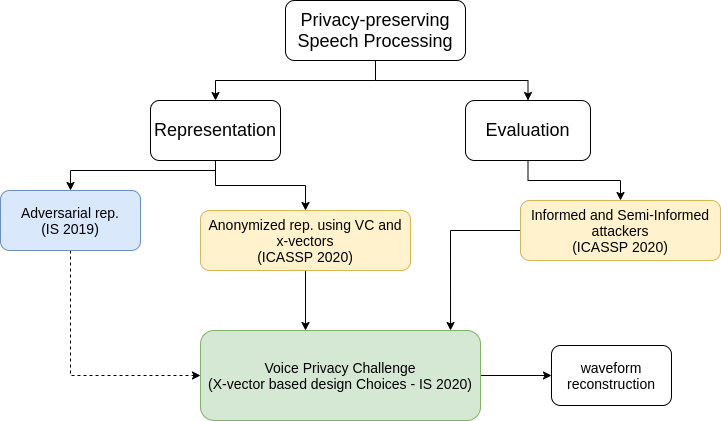 Privacy-preserving
Speech Processing
Representation
Evaluation
Adversarial rep.
(IS 2019)
Anonymized rep. using VC and
x-vectors
(ICASSP 2020)
Informed and Semi-Informed
attackers
(ICASSP 2020)
Voice Privacy Challenge
(X-vector based design Choices - IS 2020)
waveform
reconstruction